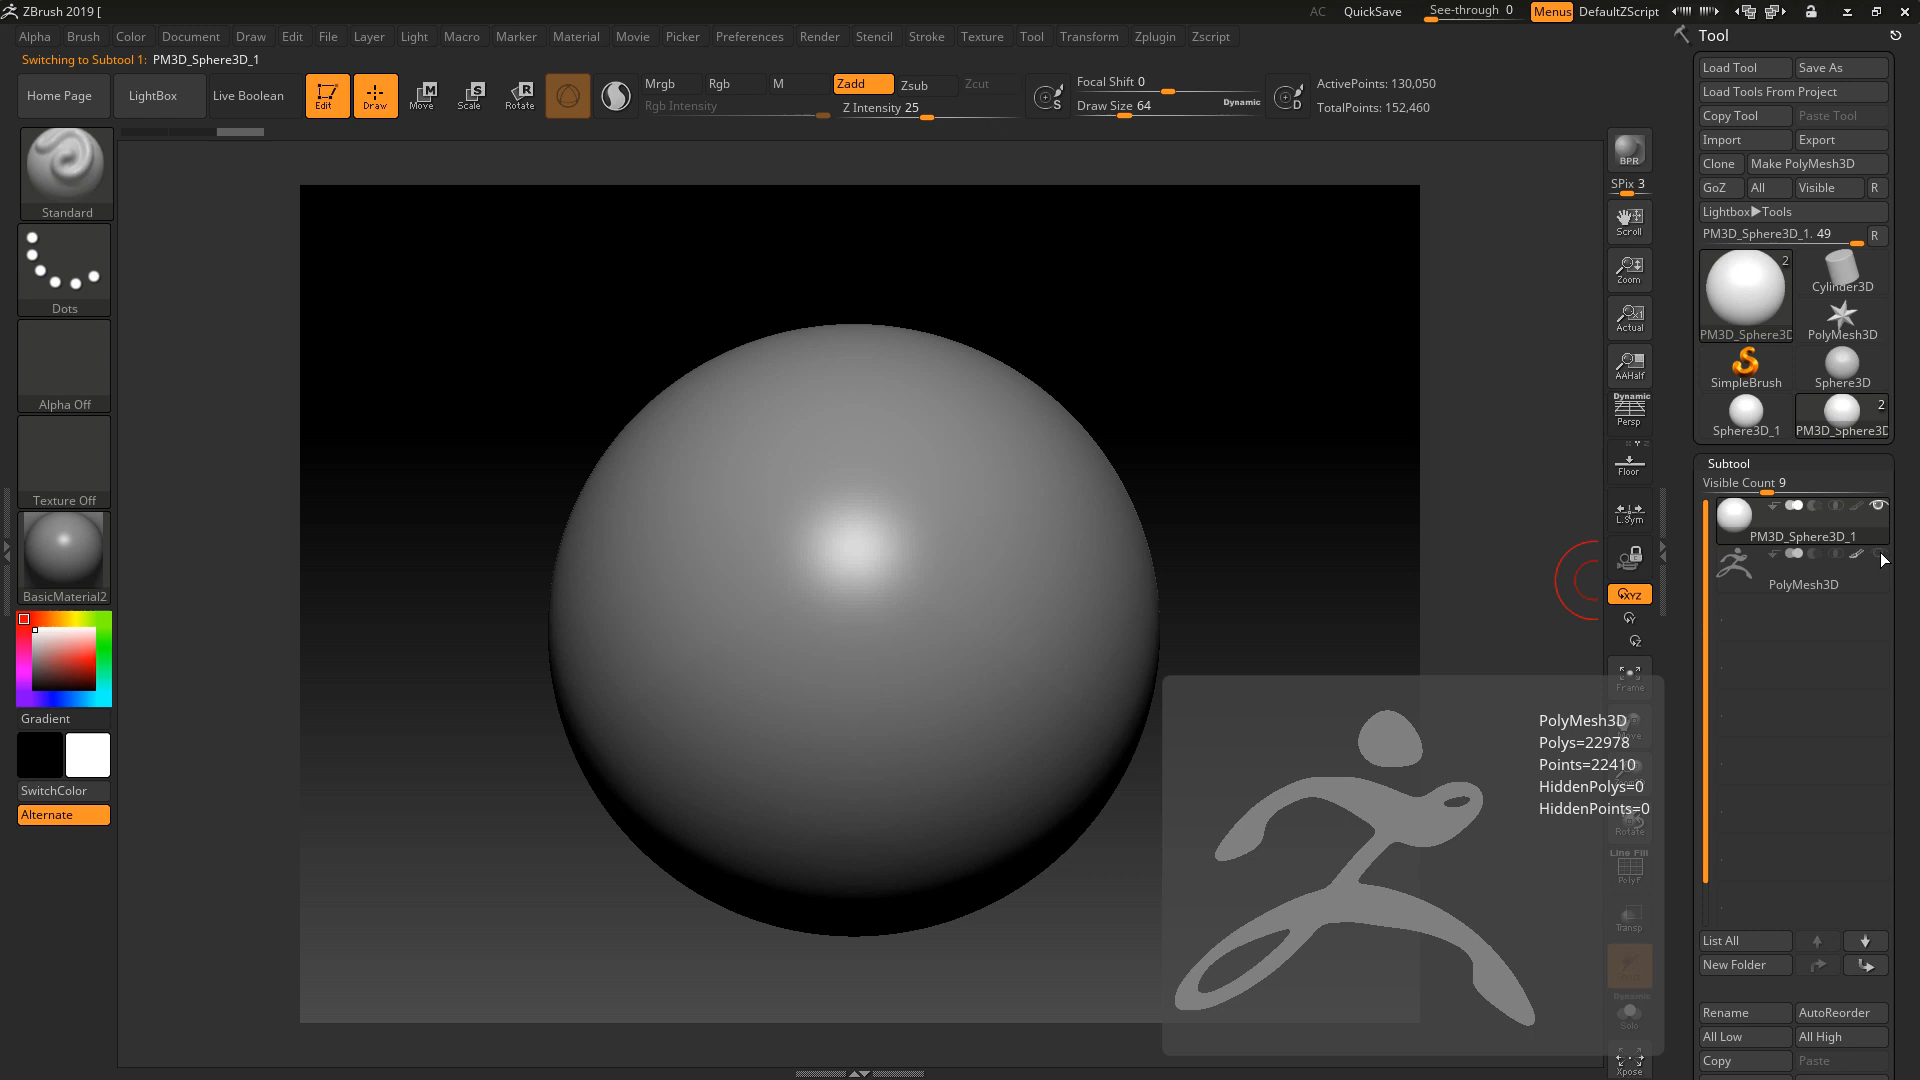 ZBrush 2019 [
AC QuickSave See-through 0 Menus DefaultZScript
Alpha Brush Color Document Draw Edit File Layer Light Macro Marker Material Movie Picker Preferences Render Stencil Stroke Texture Tool Transform Zplugin Zscript
Switching to Subtool 1: PM3D_Sphere3D_1
Home Page LightBox Live Boolean Edit Draw Move Scale Rotate
Mrgb Rgb M Zadd Zsub Zcut
Rgb Intensity Z Intensity 25
Focal Shift 0
Draw Size 64 Dynamic
ActivePoints: 130,050
TotalPoints: 152,460
Standard
Dots
Alpha Off
Texture Off
BasicMaterial2
Gradient
SwitchColor
Alternate
BPR
SPix 3
Scroll
Zoom
Actual
AAHalf
Dynamic
Persp
Floor
L.Sym
XYZ
Frame
Move
Rotate
Line Fill
PolyF
Transp
Dynamic
Solo
Xpose
PolyMesh3D
Polys=22978
Points=22410
HiddenPolys=0
HiddenPoints=0
Tool
Load Tool Save As
Load Tools From Project
Copy Tool Paste Tool
Import Export
Clone Make PolyMesh3D
GoZ All Visible R
Lightbox▶Tools
PM3D_Sphere3D_1. 49 R
2
PM3D_Sphere3D
Cylinder3D
PolyMesh3D
SimpleBrush
Sphere3D
Sphere3D_1
2
PM3D_Sphere3D
Subtool
Visible Count 9
PM3D_Sphere3D_1
PolyMesh3D
List All
New Folder
Rename AutoReorder
All Low All High
Copy Paste